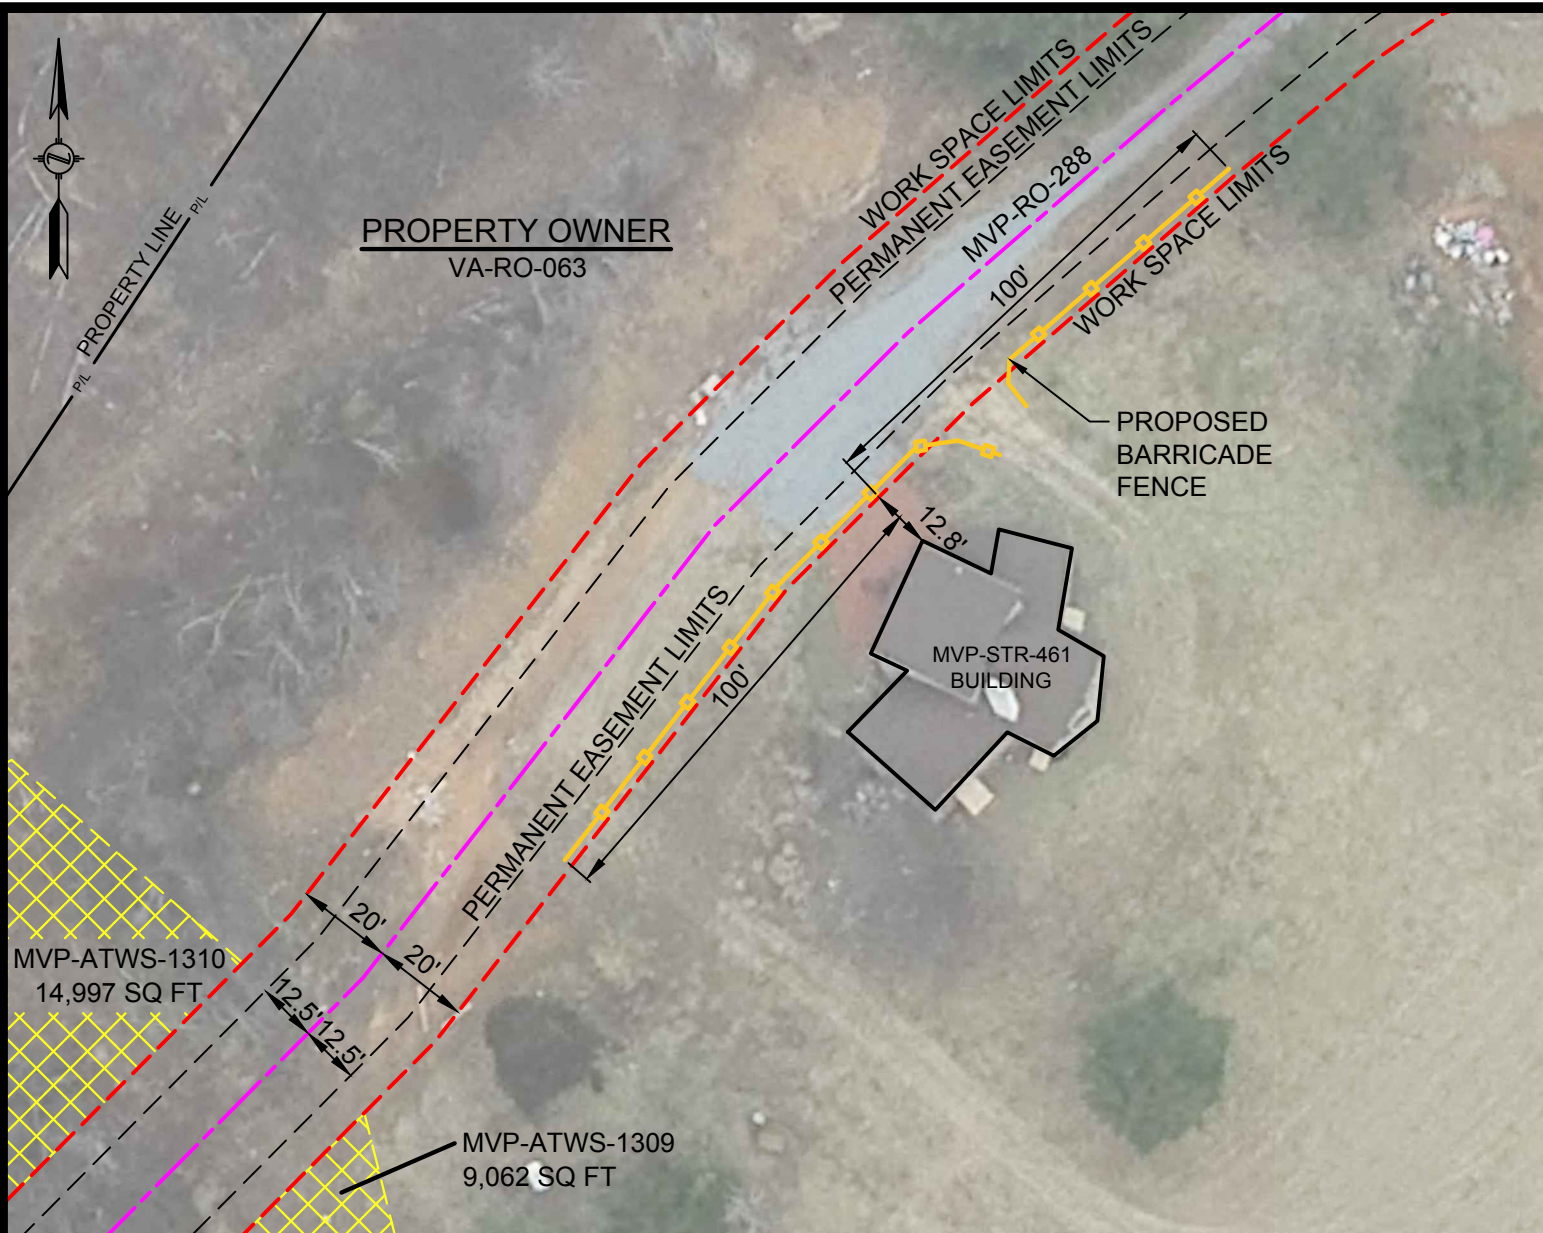 WORK SPACE LIMITS
PERMANENT EASEMENT LIMITS
N
PROPERTY LINE
P/L
P/L
PROPERTY OWNER
VA-RO-063
MVP-RO-288
100'
WORK SPACE LIMITS
PROPOSED
BARRICADE
FENCE
12.8'
MVP-STR-461
BUILDING
100'
PERMANENT EASEMENT LIMITS
20'
20'
MVP-ATWS-1310
14,997 SQ FT
12.5'
12.5'
MVP-ATWS-1309
9,062 SQ FT